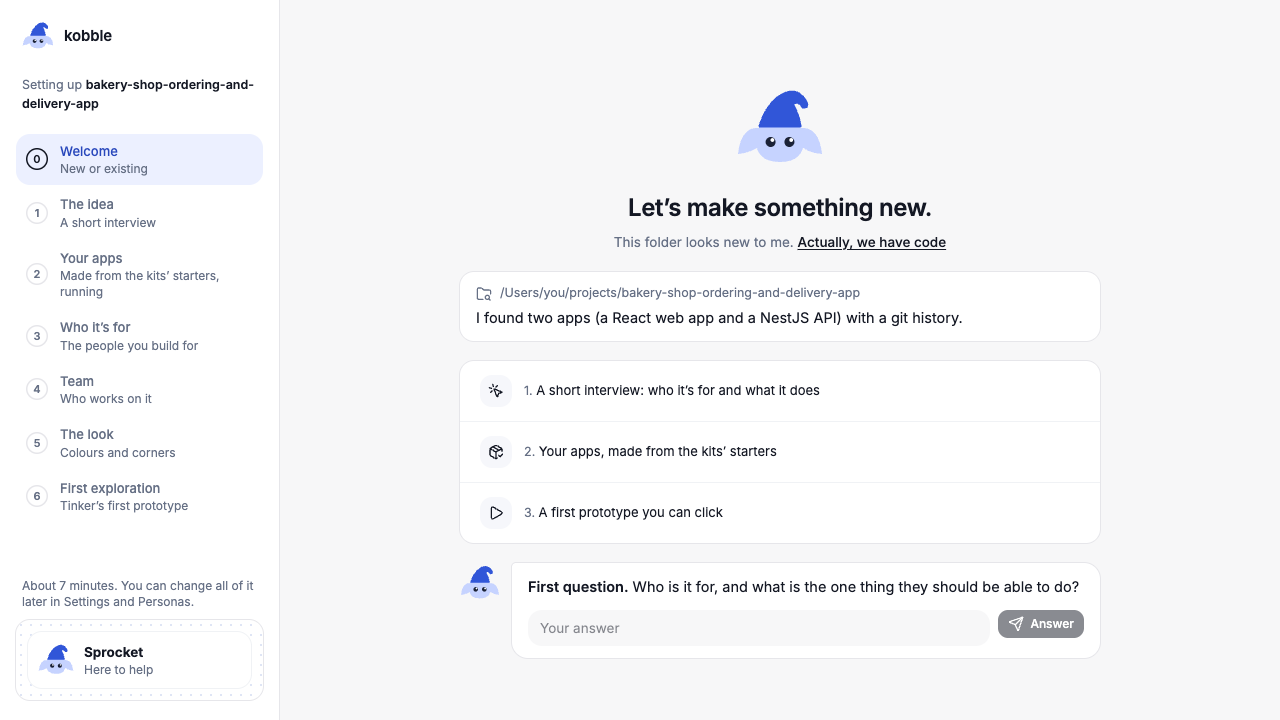 kobble
Setting up bakery-shop-ordering-and-
delivery-app
0
Welcome
New or existing
1
The idea
A short interview
2
Your apps
Made from the kits’ starters,
running
3
Who it’s for
The people you build for
4
Team
Who works on it
5
The look
Colours and corners
6
First exploration
Tinker’s first prototype
About 7 minutes. You can change all of it
later in Settings and Personas.
Sprocket
Here to help
Let’s make something new.
This folder looks new to me. Actually, we have code
/Users/you/projects/bakery-shop-ordering-and-delivery-app
I found two apps (a React web app and a NestJS API) with a git history.
1. A short interview: who it’s for and what it does
2. Your apps, made from the kits’ starters
3. A first prototype you can click
First question. Who is it for, and what is the one thing they should be able to do?
Your answer
Answer